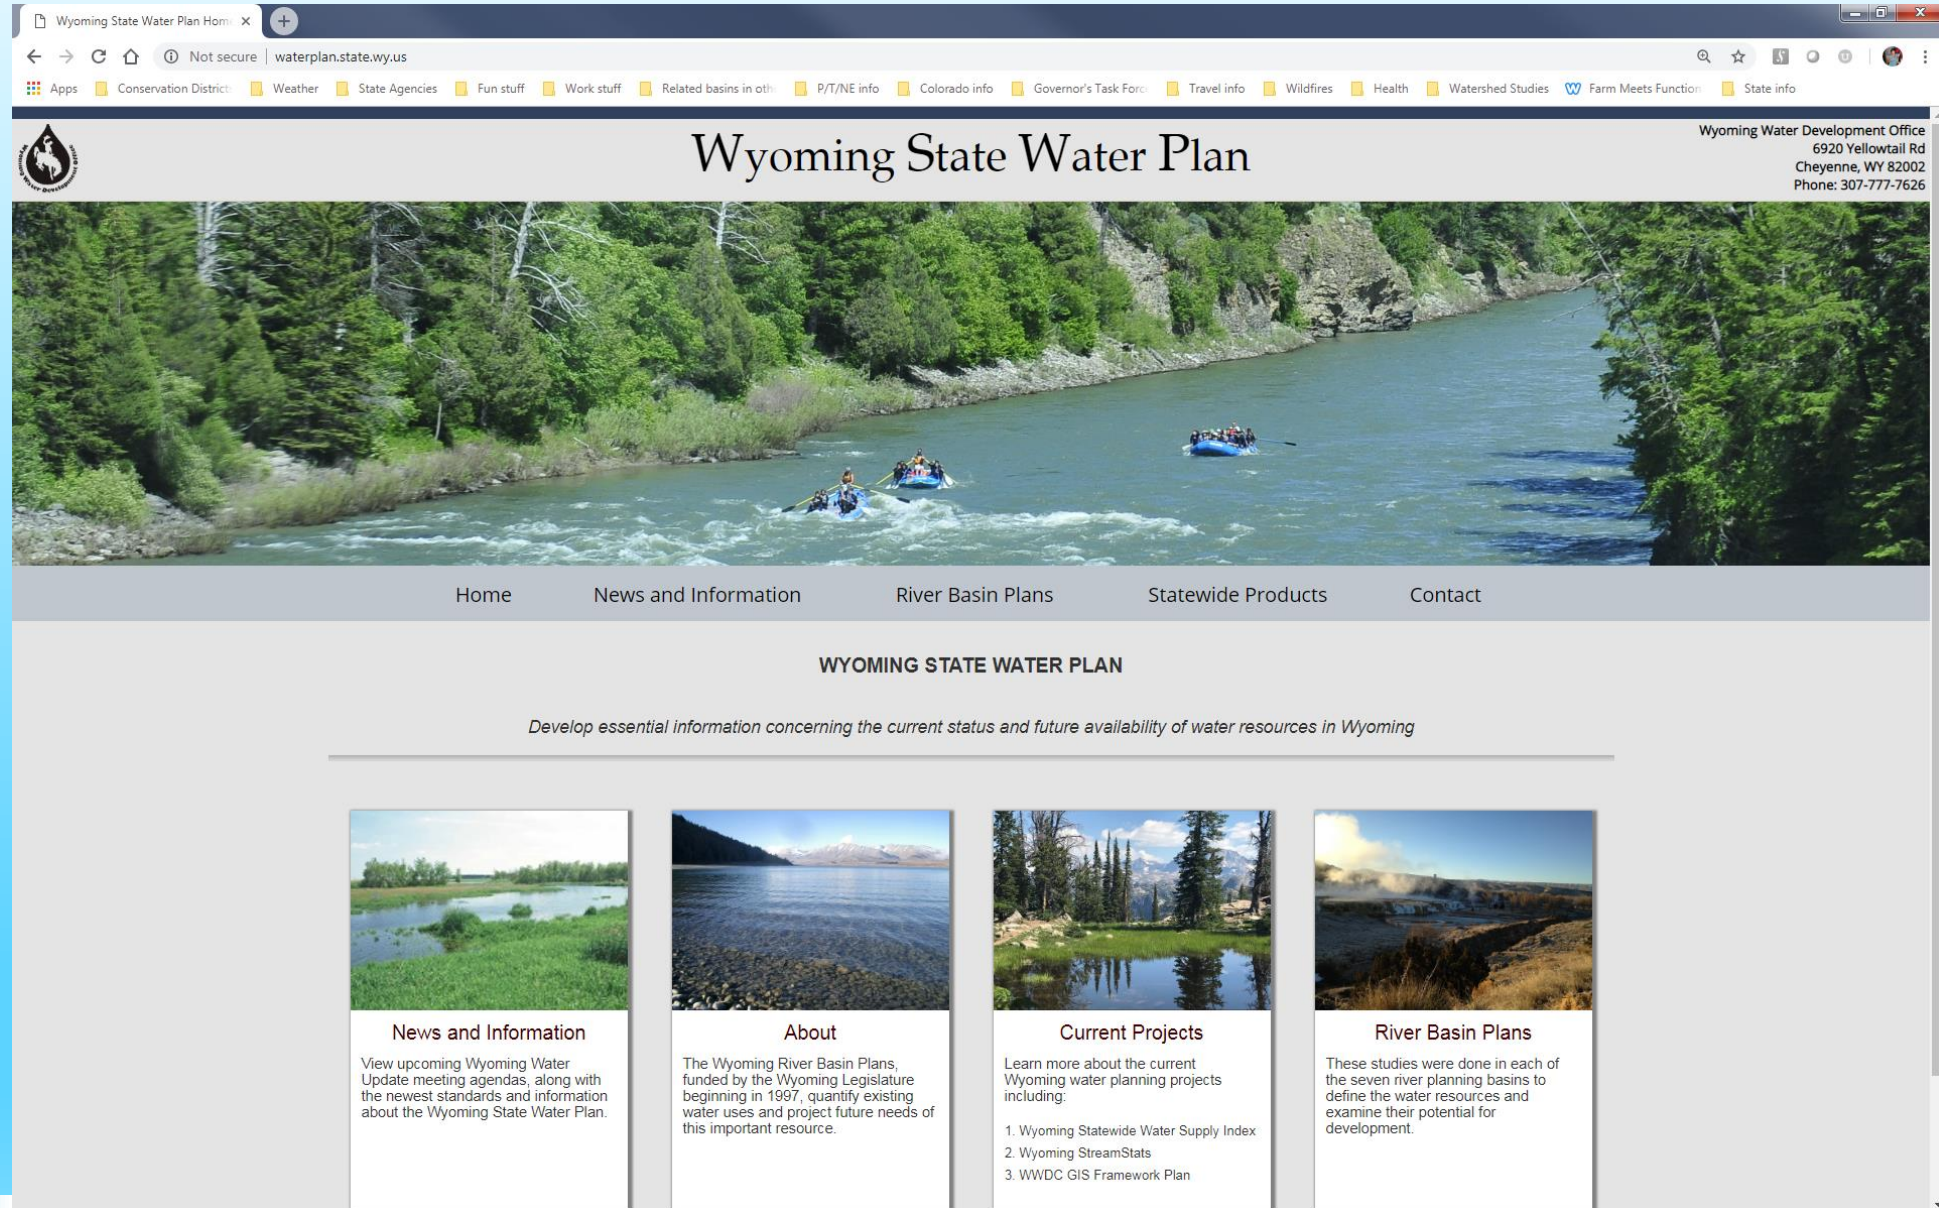 Wyoming State Water Plan Hom
Not secure | waterplan.state.wy.us
Apps Conservation District Weather State Agencies Fun stuff Work stuff Related basins in oth P/T/NE info Colorado info Governor's Task Forc Travel info Wildfires Health Watershed Studies Farm Meets Function State info
Wyoming State Water Plan
Wyoming Water Development Office
6920 Yellowtail Rd
Cheyenne, WY 82002
Phone: 307-777-7626
Home News and Information River Basin Plans Statewide Products Contact
WYOMING STATE WATER PLAN
Develop essential information concerning the current status and future availability of water resources in Wyoming
News and Information
View upcoming Wyoming Water
Update meeting agendas, along with
the newest standards and information
about the Wyoming State Water Plan.
About
The Wyoming River Basin Plans,
funded by the Wyoming Legislature
beginning in 1997, quantify existing
water uses and project future needs of
this important resource.
Current Projects
Learn more about the current
Wyoming water planning projects
including:
1. Wyoming Statewide Water Supply Index
2. Wyoming StreamStats
3. WWDC GIS Framework Plan
River Basin Plans
These studies were done in each of
the seven river planning basins to
define the water resources and
examine their potential for
development.